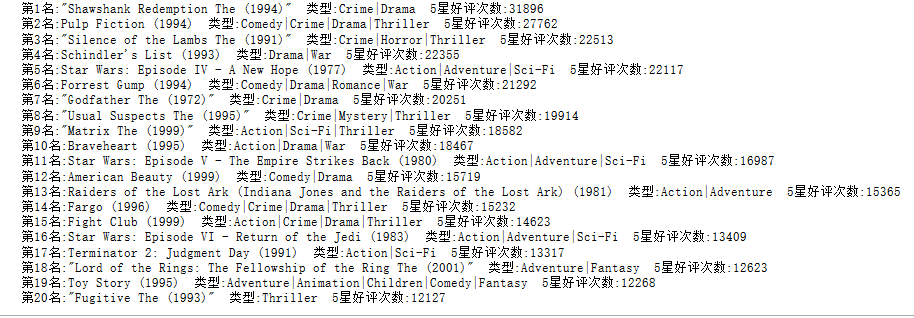 第1名:"Shawshank Redemption The (1994)"  类型:Crime|Drama  5星好评次数:31896
第2名:Pulp Fiction (1994)  类型:Comedy|Crime|Drama|Thriller  5星好评次数:27762
第3名:"Silence of the Lambs The (1991)"  类型:Crime|Horror|Thriller  5星好评次数:22513
第4名:Schindler's List (1993)  类型:Drama|War  5星好评次数:22355
第5名:Star Wars: Episode IV - A New Hope (1977)  类型:Action|Adventure|Sci-Fi  5星好评次数:22117
第6名:Forrest Gump (1994)  类型:Comedy|Drama|Romance|War  5星好评次数:21292
第7名:"Godfather The (1972)"  类型:Crime|Drama  5星好评次数:20251
第8名:"Usual Suspects The (1995)"  类型:Crime|Mystery|Thriller  5星好评次数:19914
第9名:"Matrix The (1999)"  类型:Action|Sci-Fi|Thriller  5星好评次数:18582
第10名:Braveheart (1995)  类型:Action|Drama|War  5星好评次数:18467
第11名:Star Wars: Episode V - The Empire Strikes Back (1980)  类型:Action|Adventure|Sci-Fi  5星好评次数:16987
第12名:American Beauty (1999)  类型:Comedy|Drama  5星好评次数:15719
第13名:Raiders of the Lost Ark (Indiana Jones and the Raiders of the Lost Ark) (1981)  类型:Action|Adventure  5星好评次数:15365
第14名:Fargo (1996)  类型:Comedy|Crime|Drama|Thriller  5星好评次数:15232
第15名:Fight Club (1999)  类型:Action|Crime|Drama|Thriller  5星好评次数:14623
第16名:Star Wars: Episode VI - Return of the Jedi (1983)  类型:Action|Adventure|Sci-Fi  5星好评次数:13409
第17名:Terminator 2: Judgment Day (1991)  类型:Action|Sci-Fi  5星好评次数:13317
第18名:"Lord of the Rings: The Fellowship of the Ring The (2001)"  类型:Adventure|Fantasy  5星好评次数:12623
第19名:Toy Story (1995)  类型:Adventure|Animation|Children|Comedy|Fantasy  5星好评次数:12268
第20名:"Fugitive The (1993)"  类型:Thriller  5星好评次数:12127